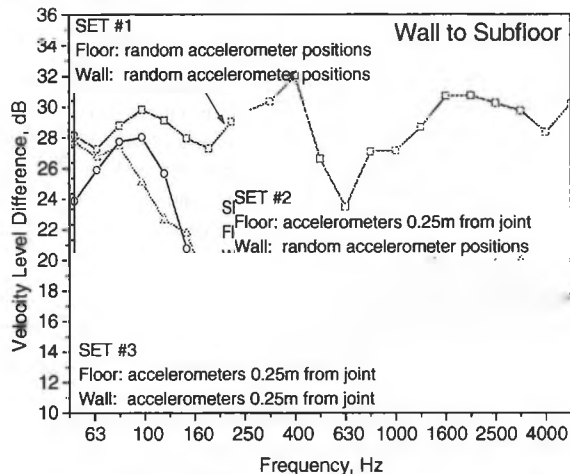 36
34
32
30
28
26
24
22
20
18
16
14
12
10
Velocity Level Difference, dB
SET #1
Floor: random accelerometer positions
Wall: random accelerometer positions
Wall to Subfloor
SET #2
Floor: accelerometers 0.25m from joint
Wall: random accelerometer positions
SET #3
Floor: accelerometers 0.25m from joint
Wall: accelerometers 0.25m from joint
63 100 160 250 400 630 1000 1600 2500 4000
Frequency, Hz